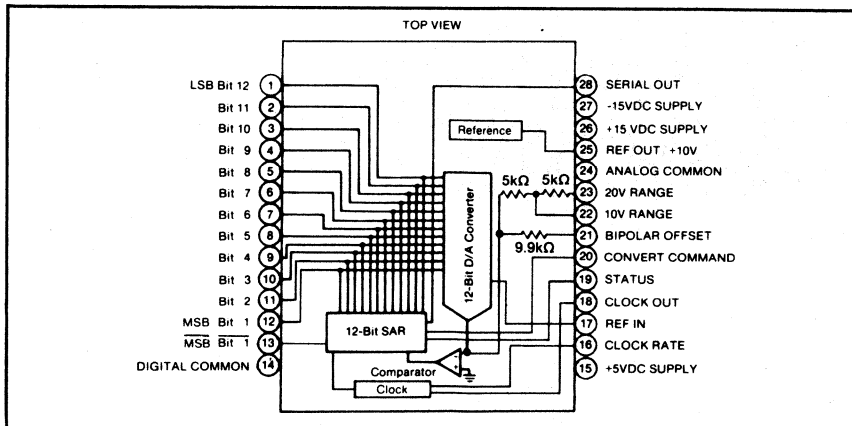 TOP VIEW
LSB Bit 12 1
Bit 11 2
Bit 10 3
Bit 9 4
Bit 8 5
Bit 7 6
Bit 6 7
Bit 5 8
Bit 4 9
Bit 3 10
Bit 2 11
MSB Bit 1 12
MSB Bit 1 13
DIGITAL COMMON 14
Reference
12-Bit D/A Converter
5kΩ 5kΩ
9.9kΩ
12-Bit SAR
Comparator
- +
Clock
28 SERIAL OUT
27 -15VDC SUPPLY
26 +15 VDC SUPPLY
25 REF OUT +10V
24 ANALOG COMMON
23 20V RANGE
22 10V RANGE
21 BIPOLAR OFFSET
20 CONVERT COMMAND
19 STATUS
18 CLOCK OUT
17 REF IN
16 CLOCK RATE
15 +5VDC SUPPLY